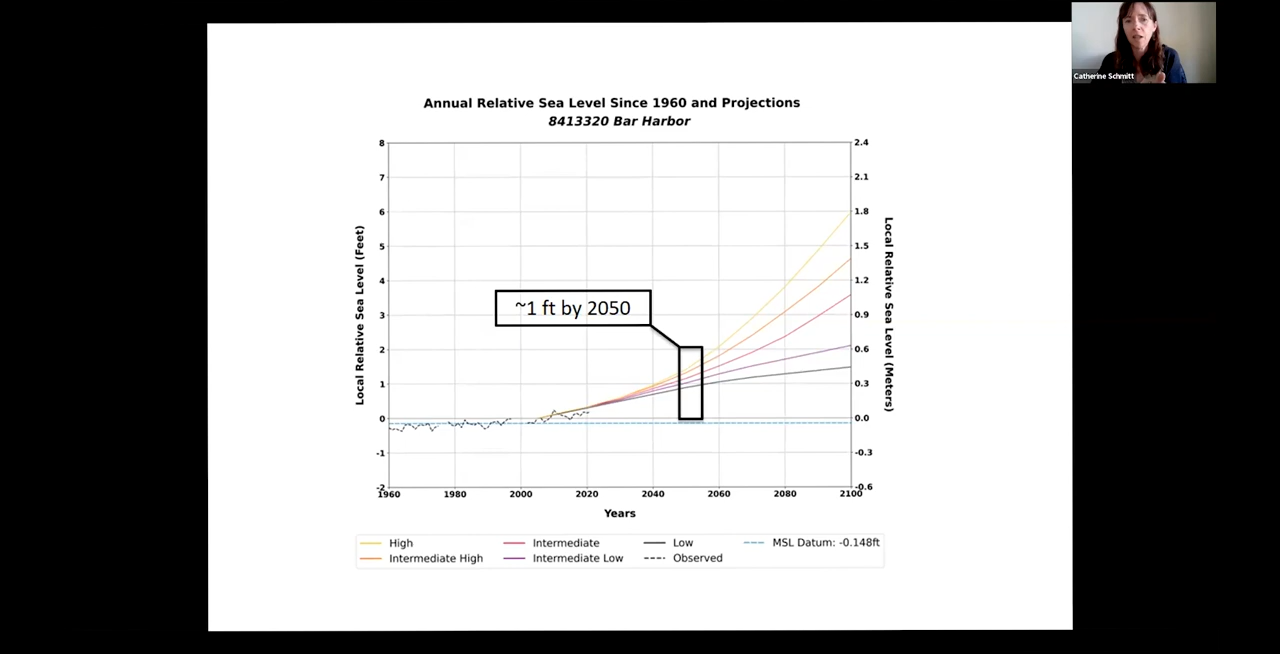 Catherine Schmitt
Annual Relative Sea Level Since 1960 and Projections
8413320 Bar Harbor
Local Relative Sea Level (Feet)
8
7
6
5
4
3
2
1
0
-1
-2
~1 ft by 2050
2.4
2.1
1.8
1.5
1.2
0.9
0.6
0.3
0.0
-0.3
-0.6
Local Relative Sea Level (Meters)
1960 1980 2000 2020 2040 2060 2080 2100
Years
High Intermediate Low MSL Datum: -0.148ft
Intermediate High Intermediate Low Observed